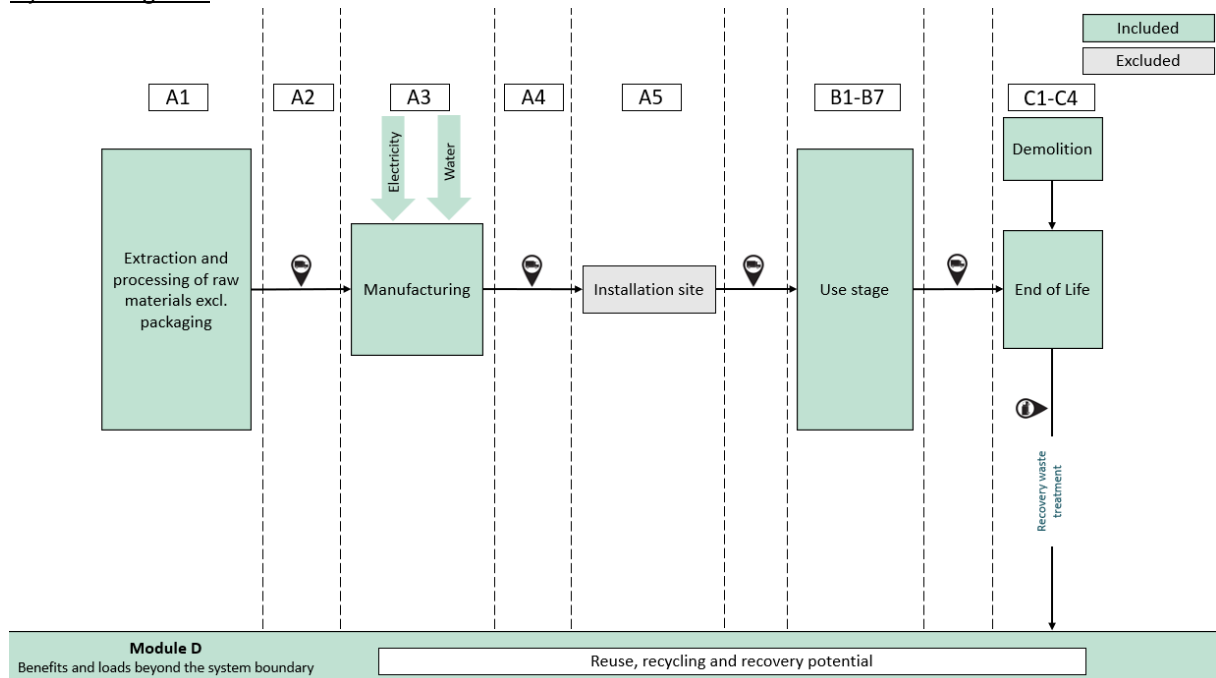 Included
Excluded
A1
A2
A3
A4
A5
B1-B7
C1-C4
Electricity
Water
Demolition
Extraction and
processing of raw
materials excl.
packaging
Manufacturing
Installation site
Use stage
End of Life
Recovery waste
treatment
Module D
Benefits and loads beyond the system boundary
Reuse, recycling and recovery potential